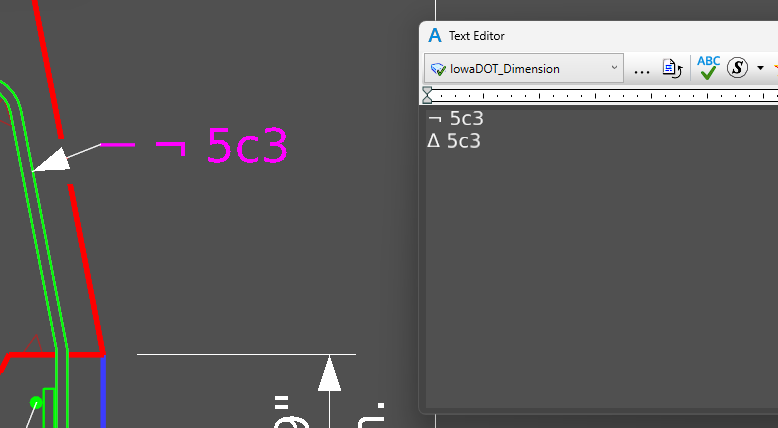 Text Editor
IowaDOT_Dimension
...
ABC
S
¬ 5c3
Δ 5c3
— ¬ 5c3